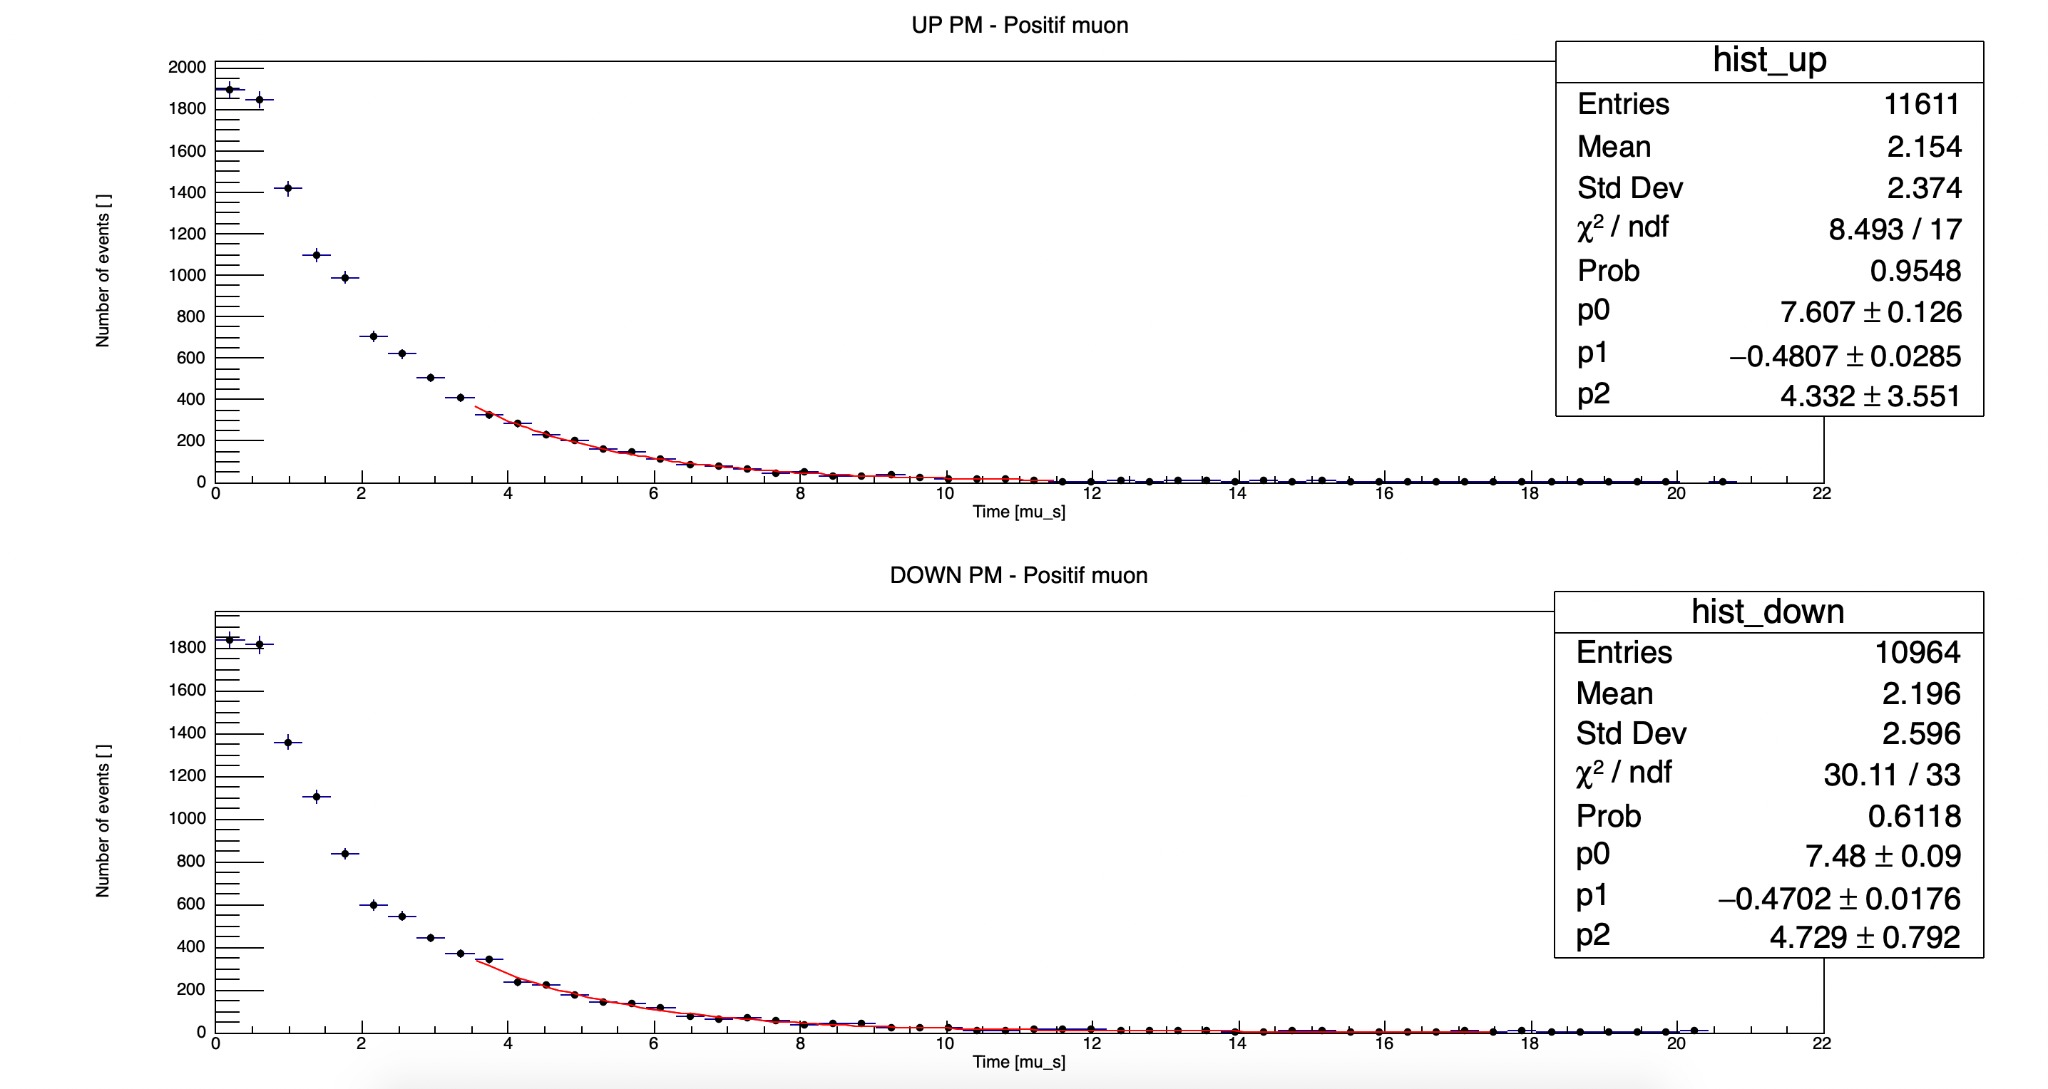 UP PM - Positif muon
hist_up
Entries 11611
Mean 2.154
Std Dev 2.374
χ² / ndf 8.493 / 17
Prob 0.9548
p0 7.607 ± 0.126
p1 −0.4807 ± 0.0285
p2 4.332 ± 3.551
Number of events [ ]
2000
1800
1600
1400
1200
1000
800
600
400
200
0
0 2 4 6 8 10 12 14 16 18 20 22
Time [mu_s]
DOWN PM - Positif muon
hist_down
Entries 10964
Mean 2.196
Std Dev 2.596
χ² / ndf 30.11 / 33
Prob 0.6118
p0 7.48 ± 0.09
p1 −0.4702 ± 0.0176
p2 4.729 ± 0.792
Number of events [ ]
1800
1600
1400
1200
1000
800
600
400
200
0
0 2 4 6 8 10 12 14 16 18 20 22
Time [mu_s]